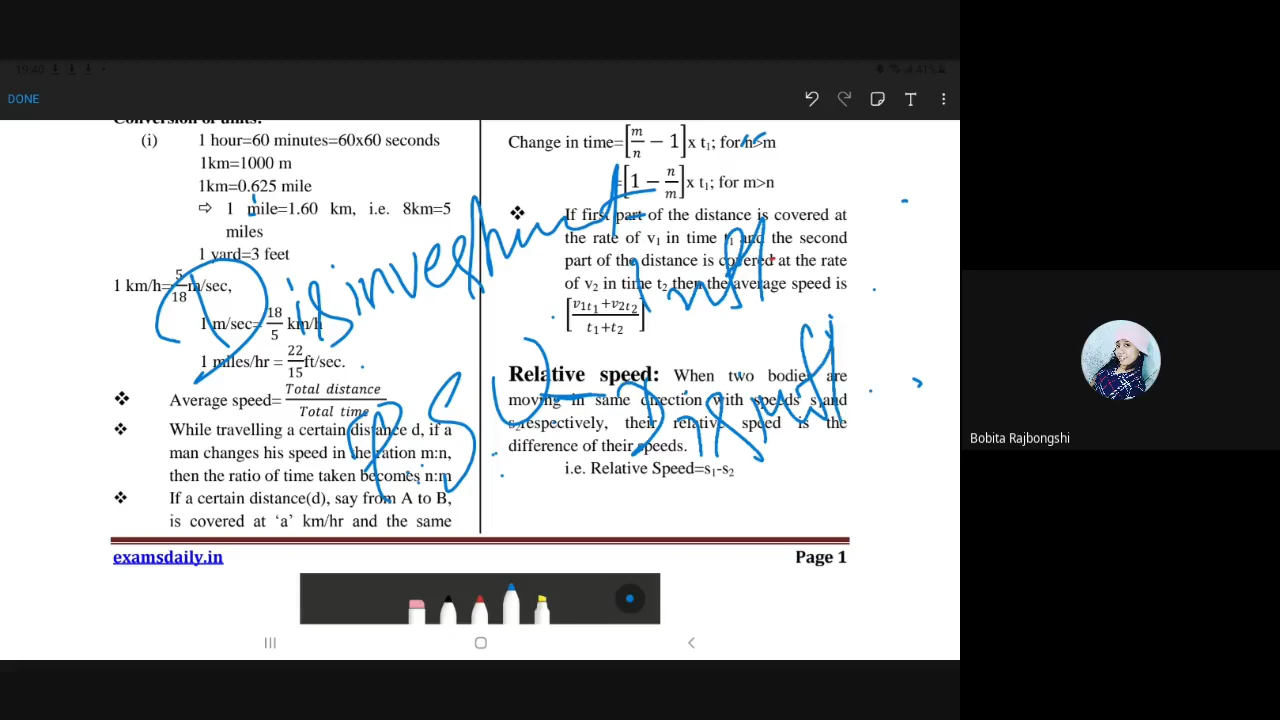 19:40
41%
DONE
T
Conversion of units:
(i) 1 hour=60 minutes=60x60 seconds
1km=1000 m
1km=0.625 mile
⇨ 1 mile=1.60 km, i.e. 8km=5
miles
1 yard=3 feet
1 km/h=5/18 m/sec,
1 m/sec= 18/5 km/h
1 miles/hr = 22/15 ft/sec.
❖ Average speed= Total distance / Total time
❖ While travelling a certain distance d, if a
man changes his speed in the ration m:n,
then the ratio of time taken becomes n:m
❖ If a certain distance(d), say from A to B,
is covered at ‘a’ km/hr and the same
Change in time=[m/n − 1] x t₁; for n>m
=[1 − n/m] x t₁; for m>n
❖ If first part of the distance is covered at
the rate of v₁ in time t₁ and the second
part of the distance is covered at the rate
of v₂ in time t₂ then the average speed is
[v₁t₁+v₂t₂ / t₁+t₂]
Relative speed: When two bodies are
moving in same direction with speeds s₁and
s₂respectively, their relative speed is the
difference of their speeds.
i.e. Relative Speed=s₁-s₂
Disinvestment
P.SU
examsdaily.in
Page 1
Bobita Rajbongshi